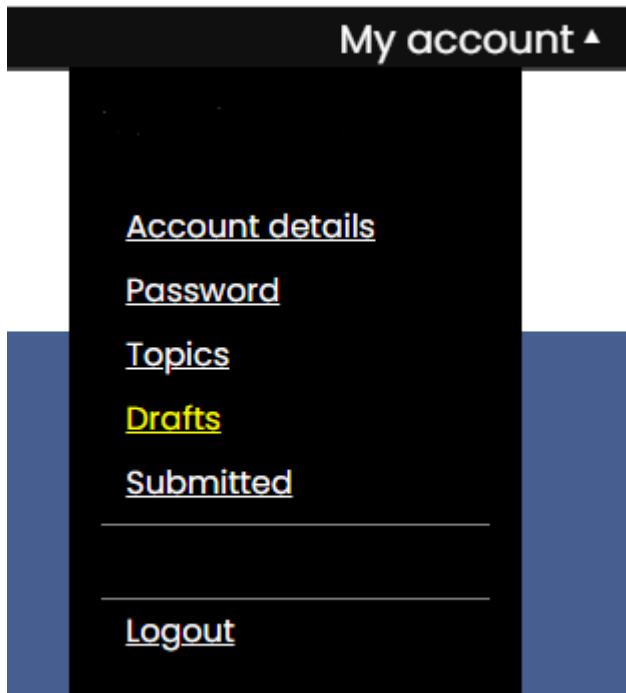 My account ▲
Account details
Password
Topics
Drafts
Submitted
Logout